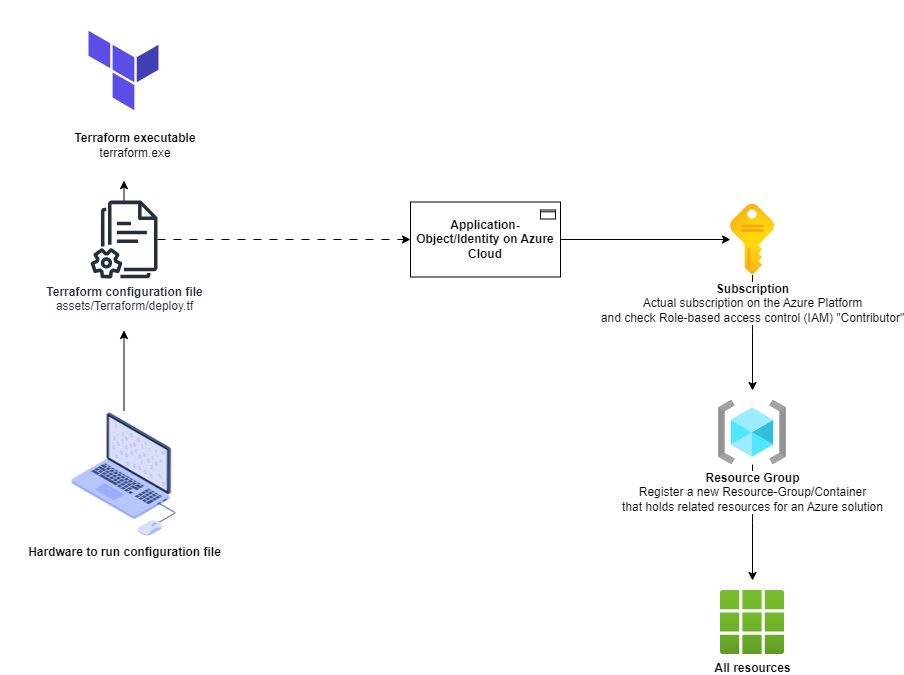 Terraform executable
terraform.exe
Terraform configuration file
assets/Terraform/deploy.tf
Hardware to run configuration file
Application-
Object/Identity on Azure
Cloud
Subscription
Actual subscription on the Azure Platform
and check Role-based access control (IAM) "Contributor"
Resource Group
Register a new Resource-Group/Container
that holds related resources for an Azure solution
All resources